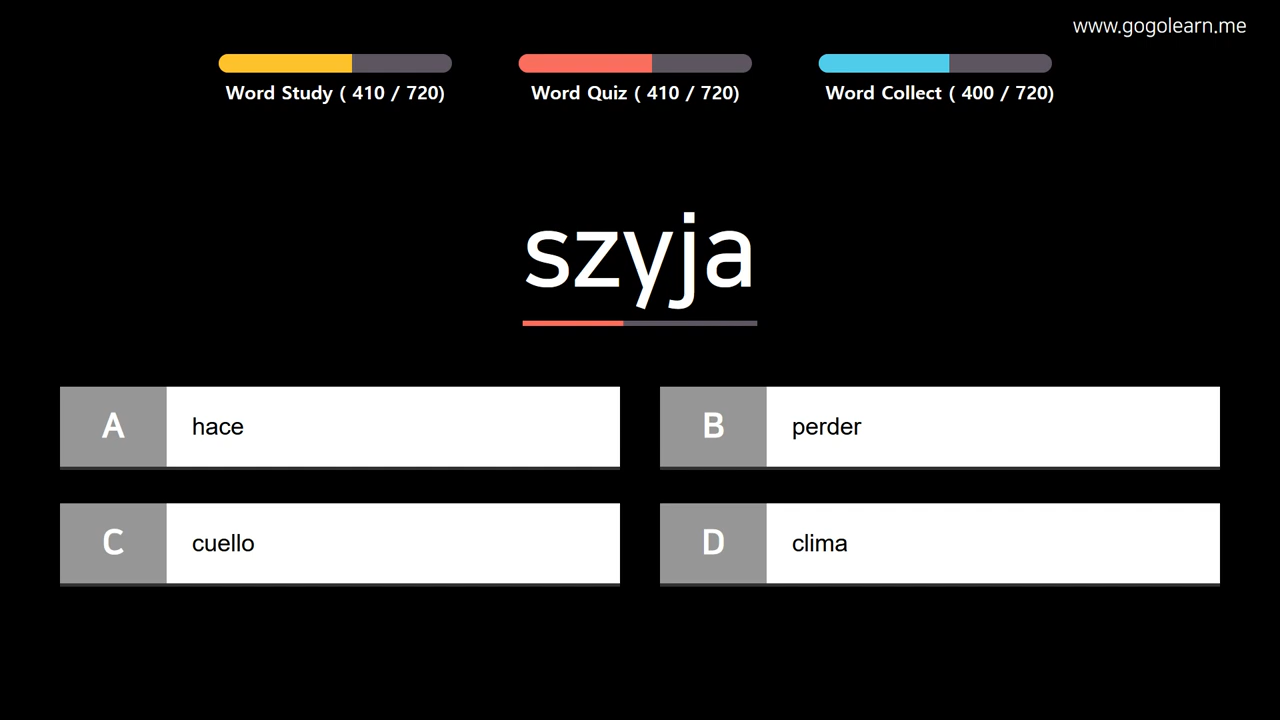 www.gogolearn.me
Word Study ( 410 / 720)
Word Quiz ( 410 / 720)
Word Collect ( 400 / 720)
szyja
A hace
B perder
C cuello
D clima